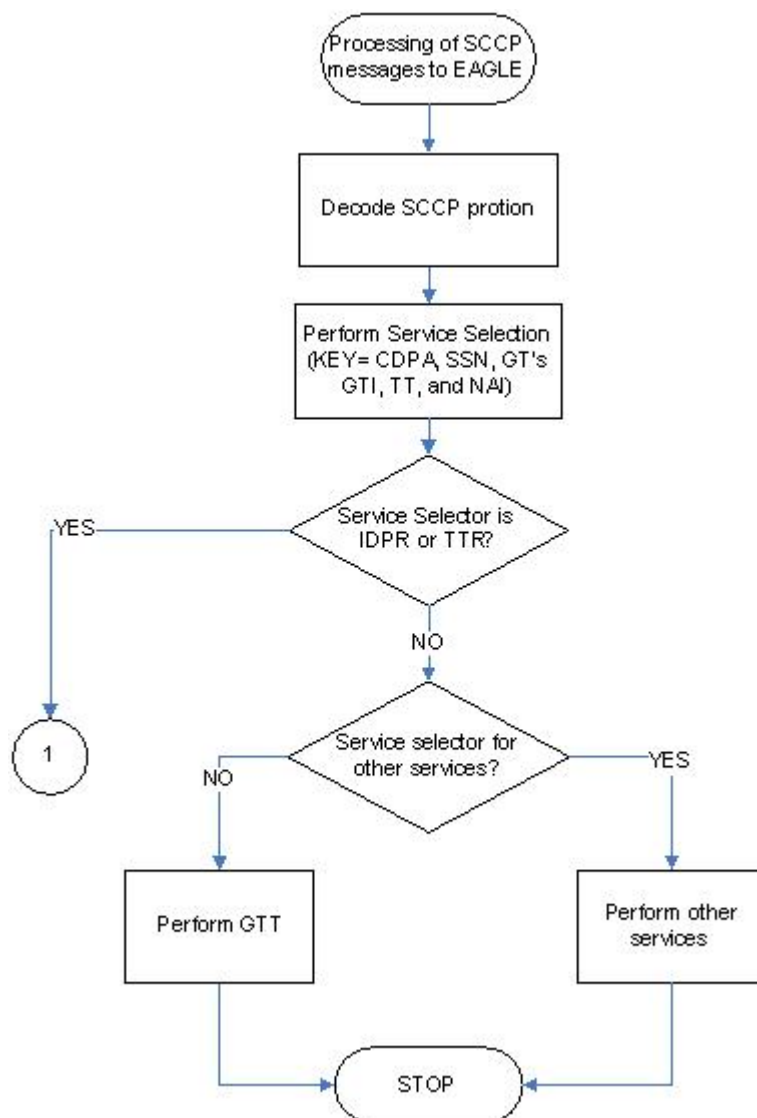 Processing of SCCP
messages to EAGLE
Decode SCCP protion
Perform Service Selection
(KEY= CDPA, SSN, GT's
GTI, TT, and NAI)
Service Selector is
IDPR or TTR?
YES
NO
1
Service selector for
other services?
NO
YES
Perform GTT
Perform other
services
STOP